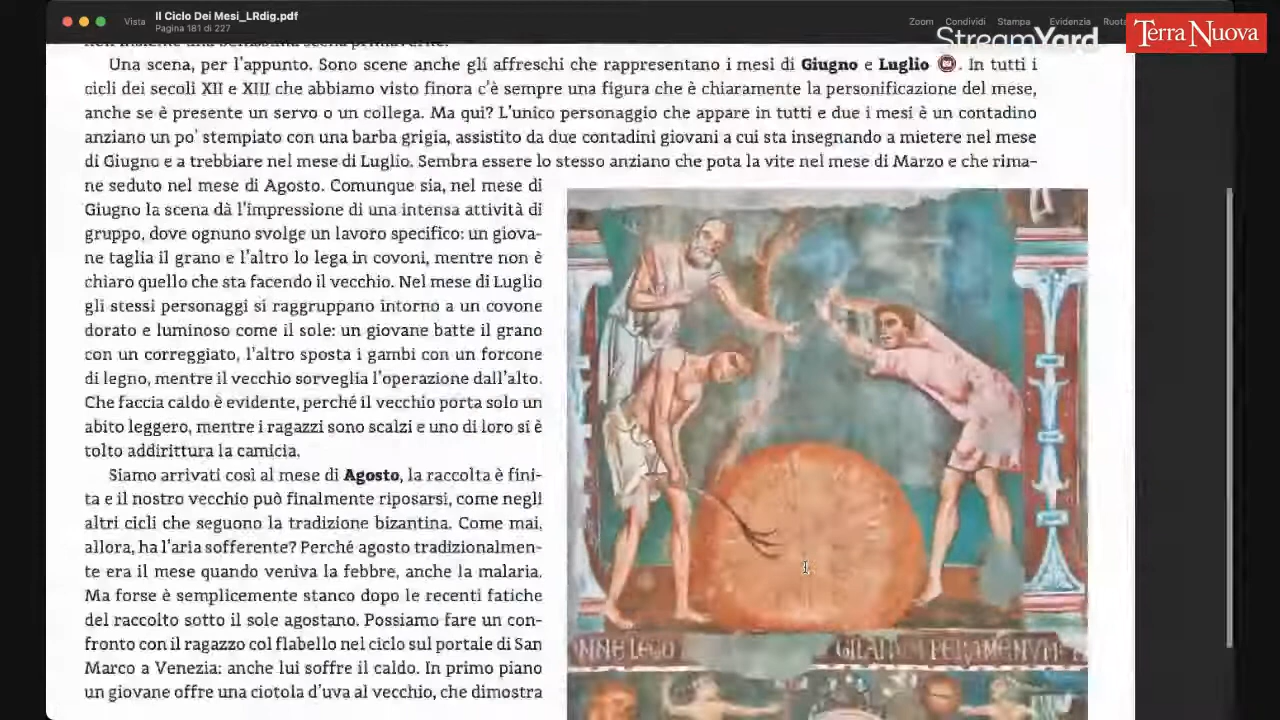 Vista
Il Ciclo Dei Mesi_LRdig.pdf
Pagina 181 di 227
Zoom Condividi Stampa Evidenzia Ruota
StreamYard
Terra Nuova
Una scena, per l'appunto. Sono scene anche gli affreschi che rappresentano i mesi di Giugno e Luglio. In tutti i
cicli dei secoli XII e XIII che abbiamo visto finora c'è sempre una figura che è chiaramente la personificazione del mese,
anche se è presente un servo o un collega. Ma qui? L'unico personaggio che appare in tutti e due i mesi è un contadino
anziano un po' stempiato con una barba grigia, assistito da due contadini giovani a cui sta insegnando a mietere nel mese
di Giugno e a trebbiare nel mese di Luglio. Sembra essere lo stesso anziano che pota la vite nel mese di Marzo e che rima-
ne seduto nel mese di Agosto. Comunque sia, nel mese di
Giugno la scena dà l'impressione di una intensa attività di
gruppo, dove ognuno svolge un lavoro specifico: un giova-
ne taglia il grano e l'altro lo lega in covoni, mentre non è
chiaro quello che sta facendo il vecchio. Nel mese di Luglio
gli stessi personaggi si raggruppano intorno a un covone
dorato e luminoso come il sole: un giovane batte il grano
con un correggiato, l'altro sposta i gambi con un forcone
di legno, mentre il vecchio sorveglia l'operazione dall'alto.
Che faccia caldo è evidente, perché il vecchio porta solo un
abito leggero, mentre i ragazzi sono scalzi e uno di loro si è
tolto addirittura la camicia.
Siamo arrivati così al mese di Agosto, la raccolta è fini-
ta e il nostro vecchio può finalmente riposarsi, come negli
altri cicli che seguono la tradizione bizantina. Come mai,
allora, ha l'aria sofferente? Perché agosto tradizionalmen-
te era il mese quando veniva la febbre, anche la malaria.
Ma forse è semplicemente stanco dopo le recenti fatiche
del raccolto sotto il sole agostano. Possiamo fare un con-
fronto con il ragazzo col flabello nel ciclo sul portale di San
Marco a Venezia: anche lui soffre il caldo. In primo piano
un giovane offre una ciotola d'uva al vecchio, che dimostra